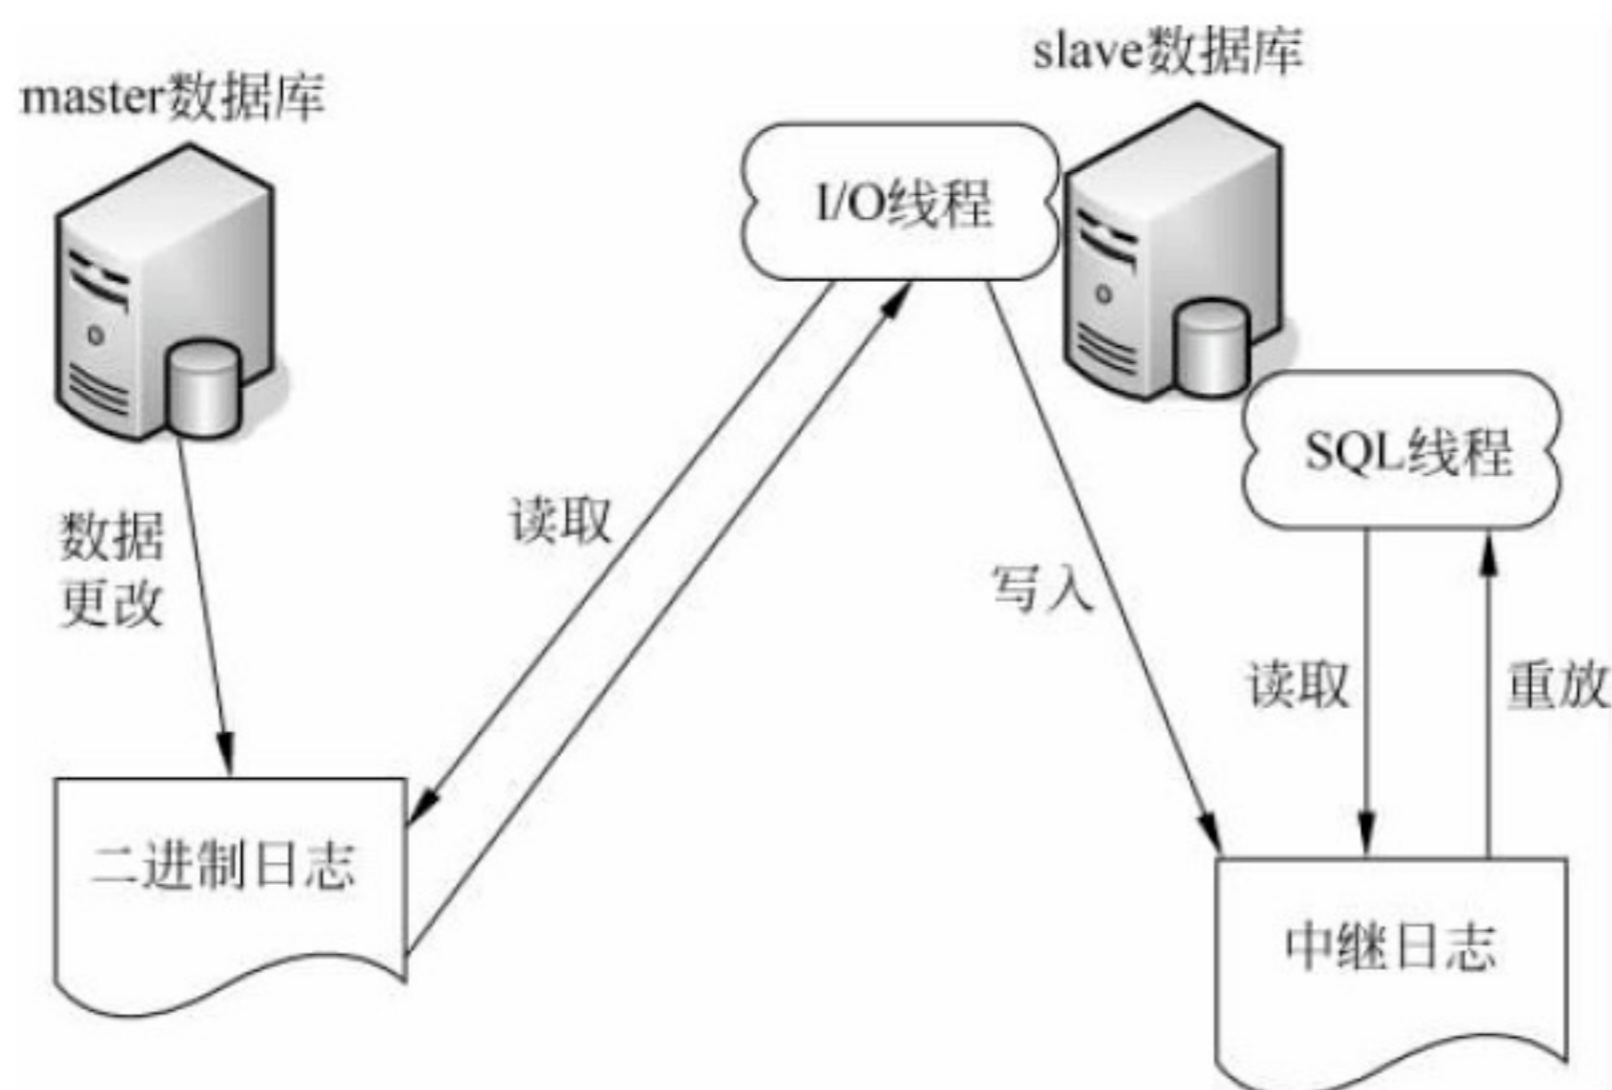 slave数据库
master数据库
I/O线程
SQL线程
数据
更改
读取
写入
读取
重放
二进制日志
中继日志